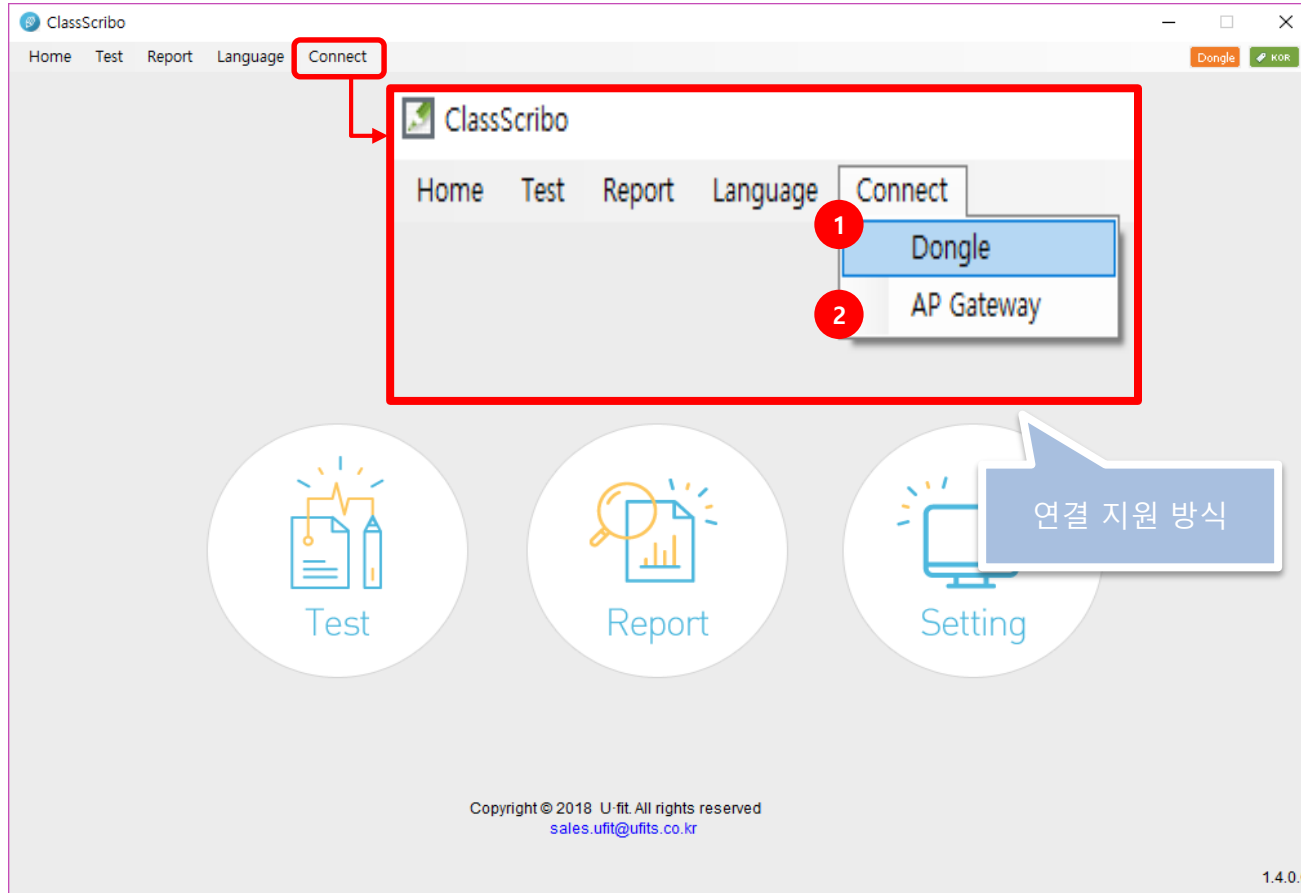 ClassScribo
Home Test Report Language Connect
Dongle KOR
ClassScribo
Home Test Report Language Connect
1
Dongle
2 AP Gateway
연결 지원 방식
Test Report Setting
Copyright © 2018 U·fit. All rights reserved
sales.ufit@ufits.co.kr
1.4.0.